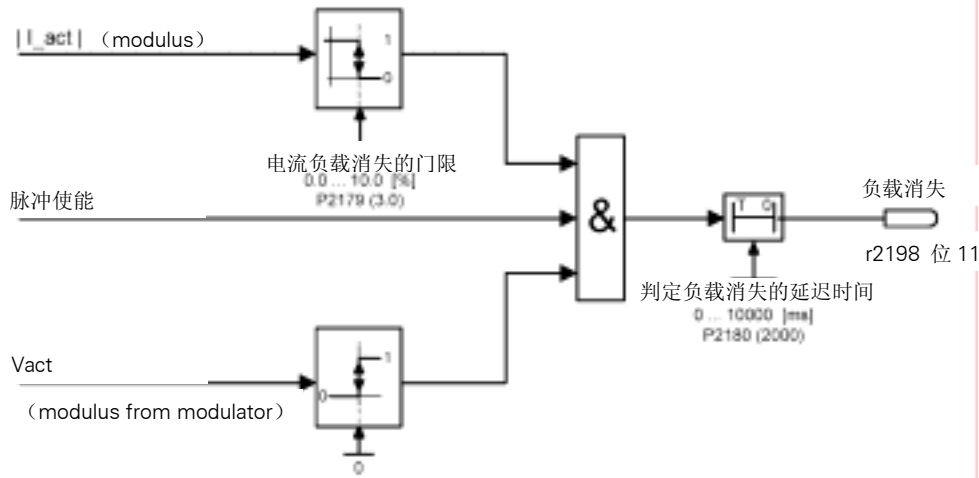 |I_act| （modulus）
1
0
电流负载消失的门限
0.0 ... 10.0 [%]
P2179 (3.0)
脉冲使能
&
T 0
负载消失
r2198 位 11
判定负载消失的延迟时间
0 ... 10000 [ms]
P2180 (2000)
Vact
（modulus from modulator）
1
0
0